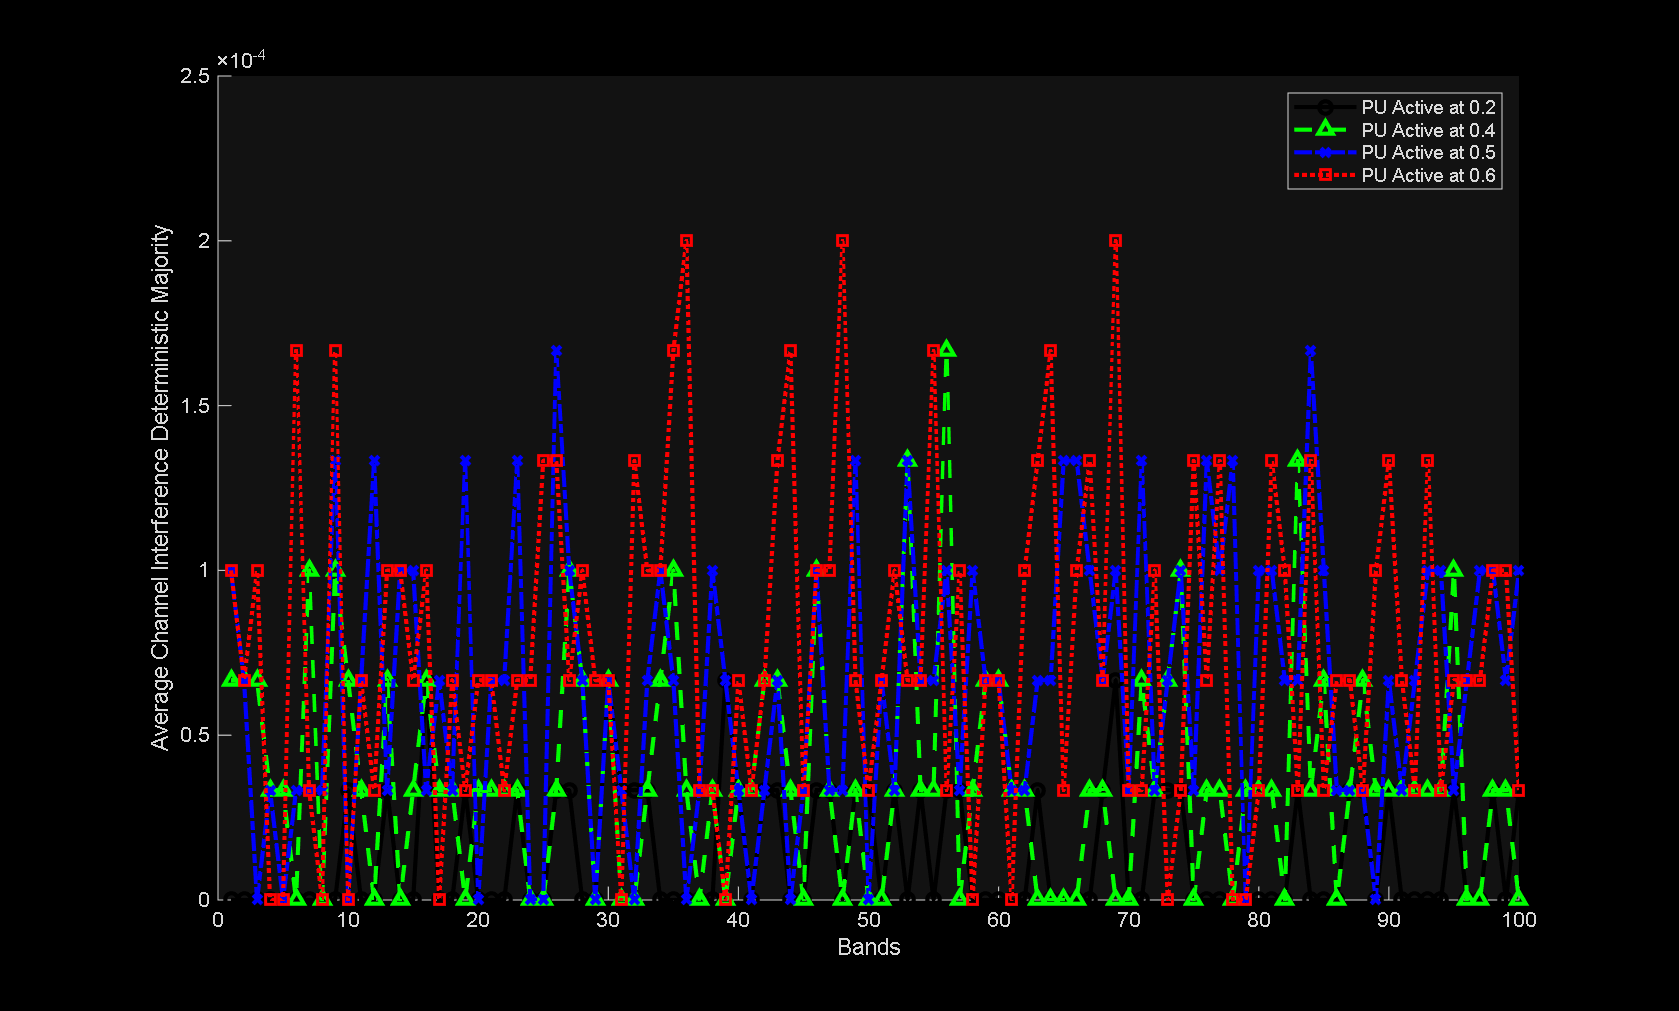 ×10-4
2.5
2
1.5
1
0.5
0
0 10 20 30 40 50 60 70 80 90 100
Bands
Average Channel Interference Deterministic Majority
PU Active at 0.2
PU Active at 0.4
PU Active at 0.5
PU Active at 0.6